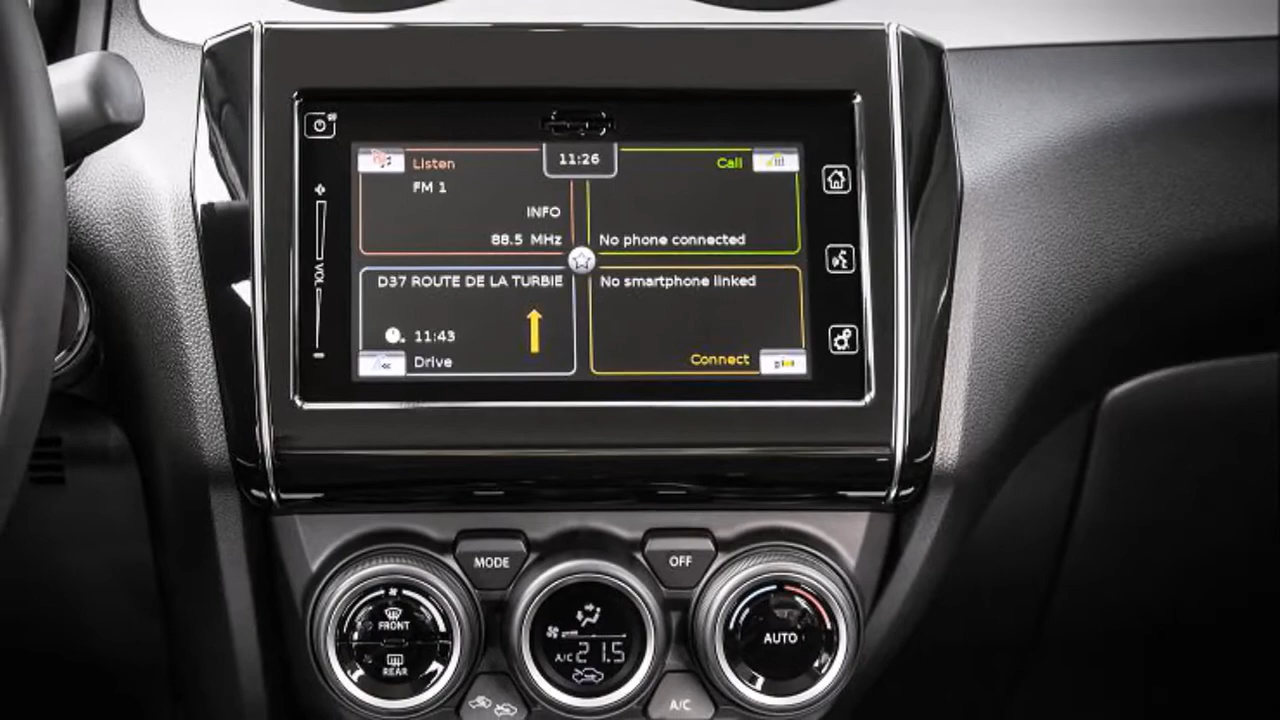 11:26
Listen
FM 1
INFO
88.5 MHz
Call
No phone connected
D37 ROUTE DE LA TURBIE
11:43
Drive
No smartphone linked
Connect
VOL
MODE
OFF
FRONT
REAR
A/C 21.5
AUTO
A/C